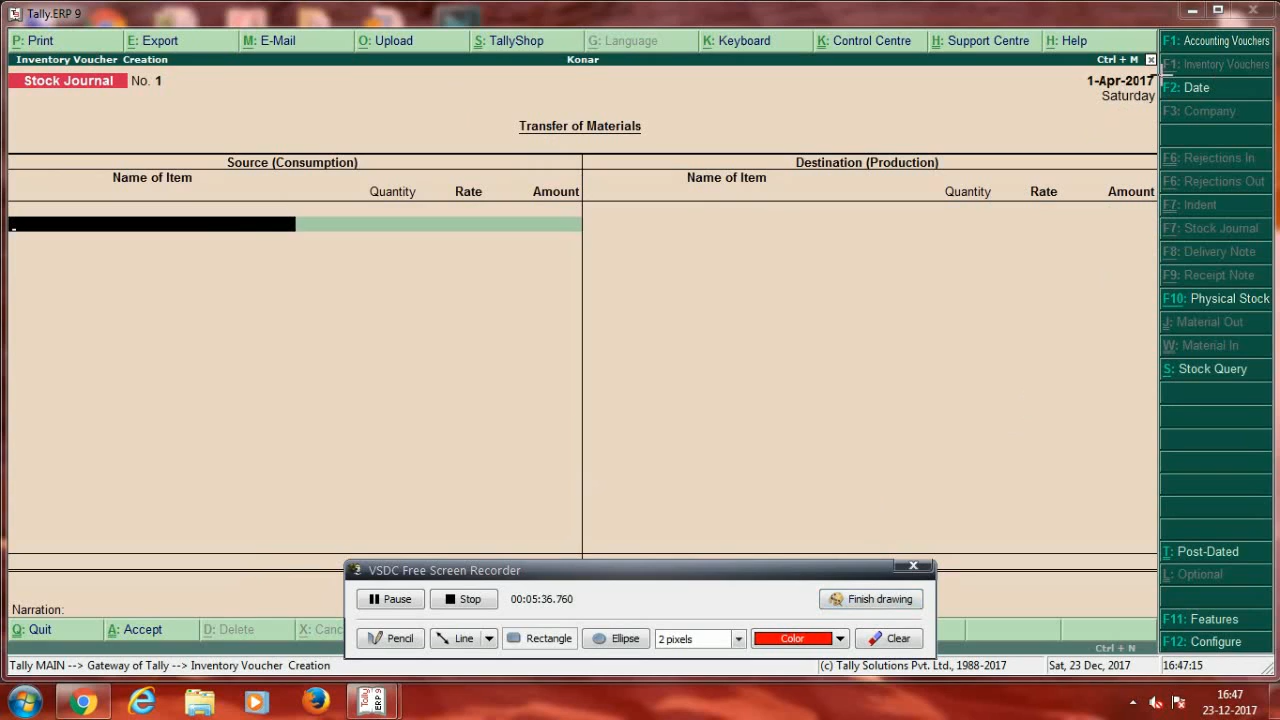 Tally.ERP 9
P: Print E: Export M: E-Mail O: Upload S: TallyShop G: Language K: Keyboard K: Control Centre H: Support Centre H: Help
Inventory Voucher Creation Konar Ctrl + M
Stock Journal No. 1 1-Apr-2017
Saturday
Transfer of Materials
Source (Consumption) Destination (Production)
Name of Item Name of Item
Quantity Rate Amount Quantity Rate Amount
F1: Accounting Vouchers
F1: Inventory Vouchers
F2: Date
F3: Company
F6: Rejections In
F6: Rejections Out
F7: Indent
F7: Stock Journal
F8: Delivery Note
F9: Receipt Note
F10: Physical Stock
J: Material Out
W: Material In
S: Stock Query
T: Post-Dated
L: Optional
F11: Features
F12: Configure
VSDC Free Screen Recorder
Pause Stop 00:05:36.760 Finish drawing
Pencil Line Rectangle Ellipse 2 pixels Color Clear
Narration:
Q: Quit A: Accept D: Delete X: Canc
Ctrl + N
Tally MAIN --> Gateway of Tally --> Inventory Voucher Creation (c) Tally Solutions Pvt. Ltd., 1988-2017 Sat, 23 Dec, 2017 16:47:15
Tally ERP 9
16:47
23-12-2017